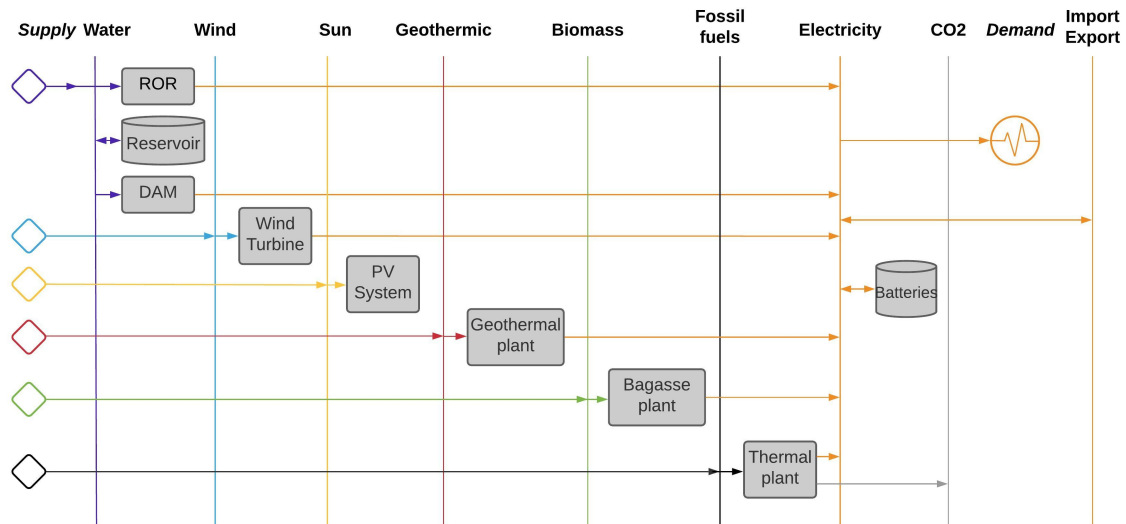 Supply Water Wind Sun Geothermic Biomass Fossil fuels Electricity CO2 Demand Import Export
ROR
Reservoir
DAM
Wind
Turbine
PV
System
Batteries
Geothermal
plant
Bagasse
plant
Thermal
plant